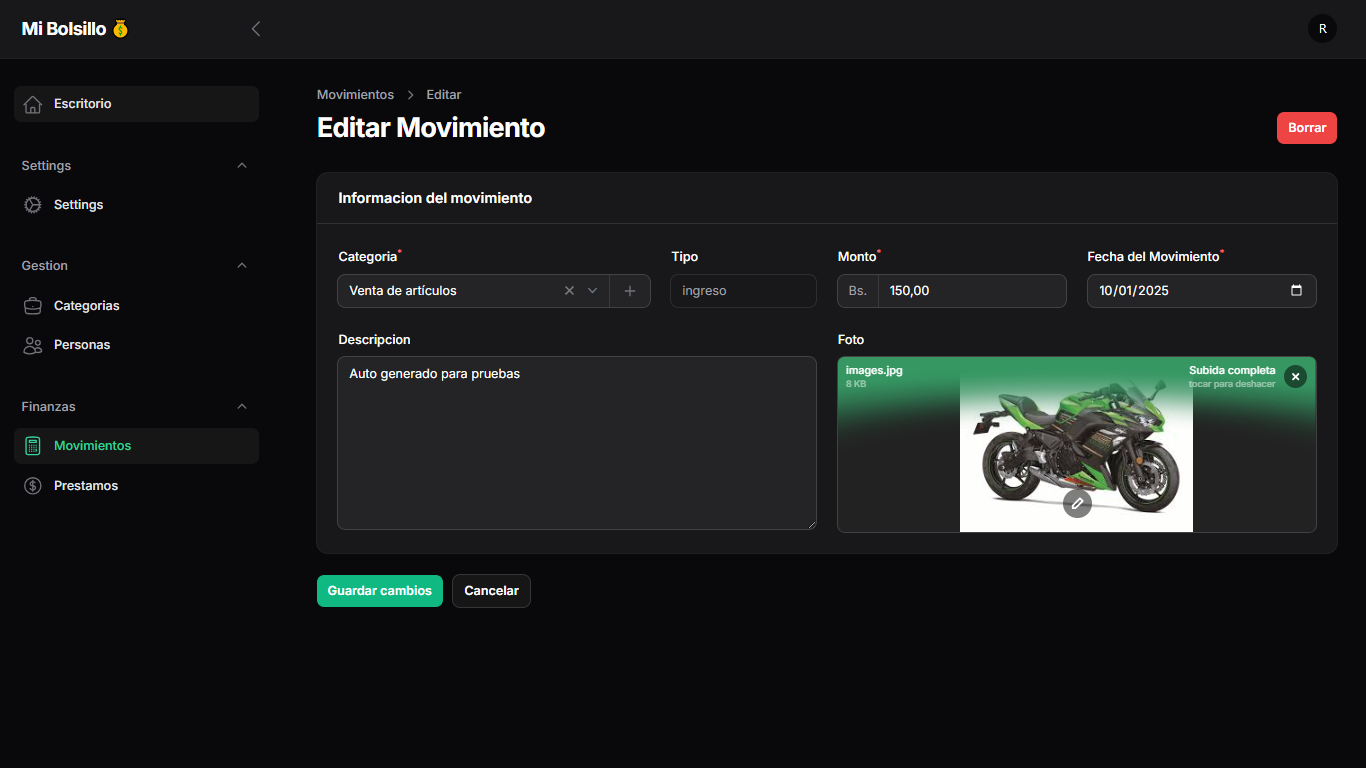 Mi Bolsillo 💰
R
Escritorio
Settings
Settings
Gestion
Categorias
Personas
Finanzas
Movimientos
Prestamos
Movimientos > Editar
Editar Movimiento
Borrar
Informacion del movimiento
Categoria*
Tipo
Monto*
Fecha del Movimiento*
Venta de artículos
ingreso
Bs. 150,00
10/01/2025
Descripcion
Foto
Auto generado para pruebas
images.jpg
8 KB
Subida completa
tocar para deshacer
Guardar cambios
Cancelar